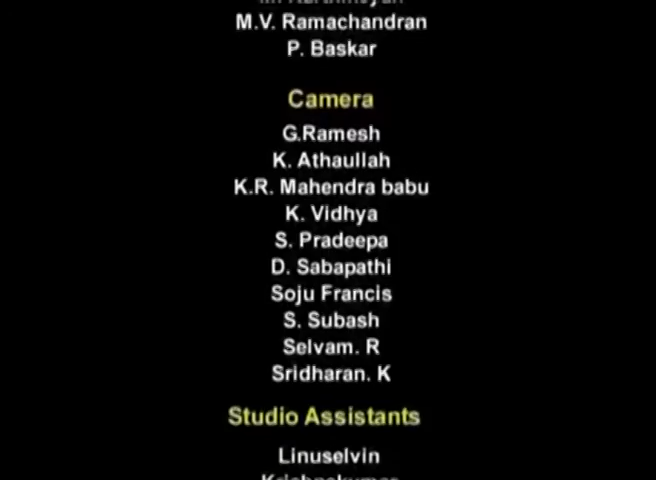 M.V. Ramachandran
P. Baskar
Camera
G.Ramesh
K. Athaullah
K.R. Mahendra babu
K. Vidhya
S. Pradeepa
D. Sabapathi
Soju Francis
S. Subash
Selvam. R
Sridharan. K
Studio Assistants
Linuselvin